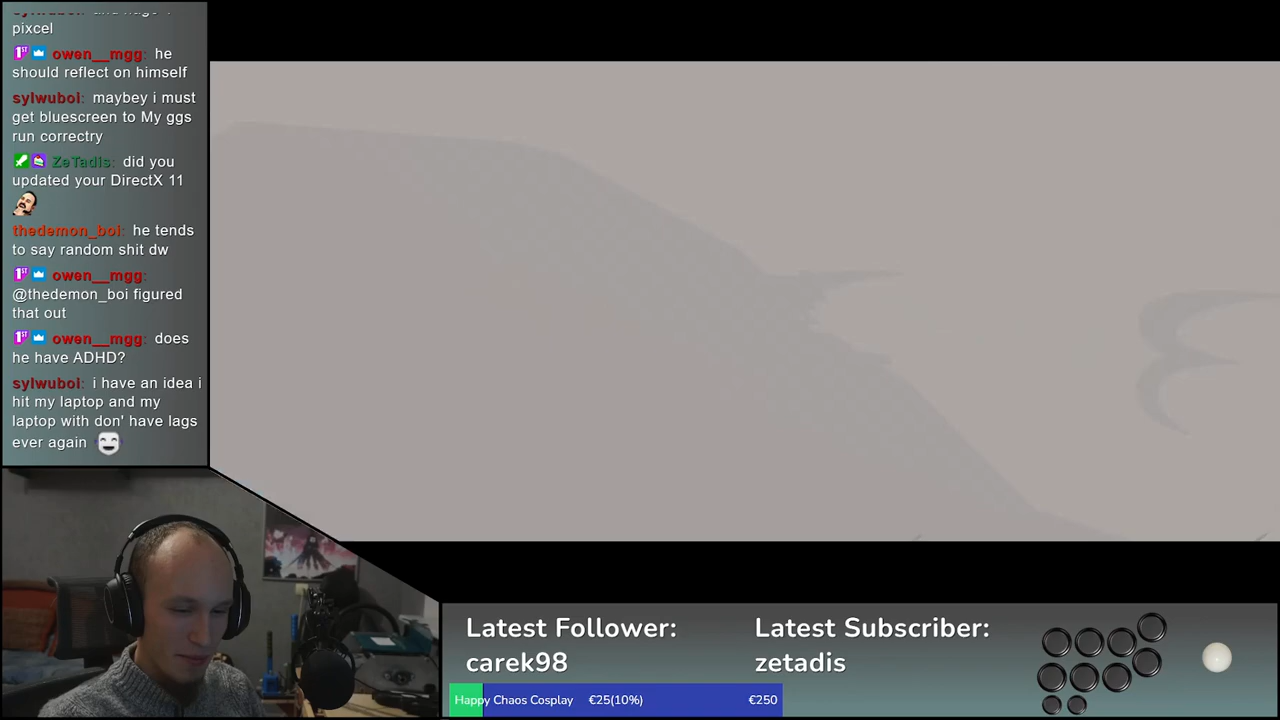 pixcel
owen__mgg: he
should reflect on himself
sylwuboi: maybey i must
get bluescreen to My ggs
run correctry
ZeTadis: did you
updated your DirectX 11
thedemon_boi: he tends
to say random shit dw
owen__mgg:
@thedemon_boi figured
that out
owen__mgg: does
he have ADHD?
sylwuboi: i have an idea i
hit my laptop and my
laptop with don' have lags
ever again
Latest Follower:
carek98
Latest Subscriber:
zetadis
Happy Chaos Cosplay €25(10%) €250